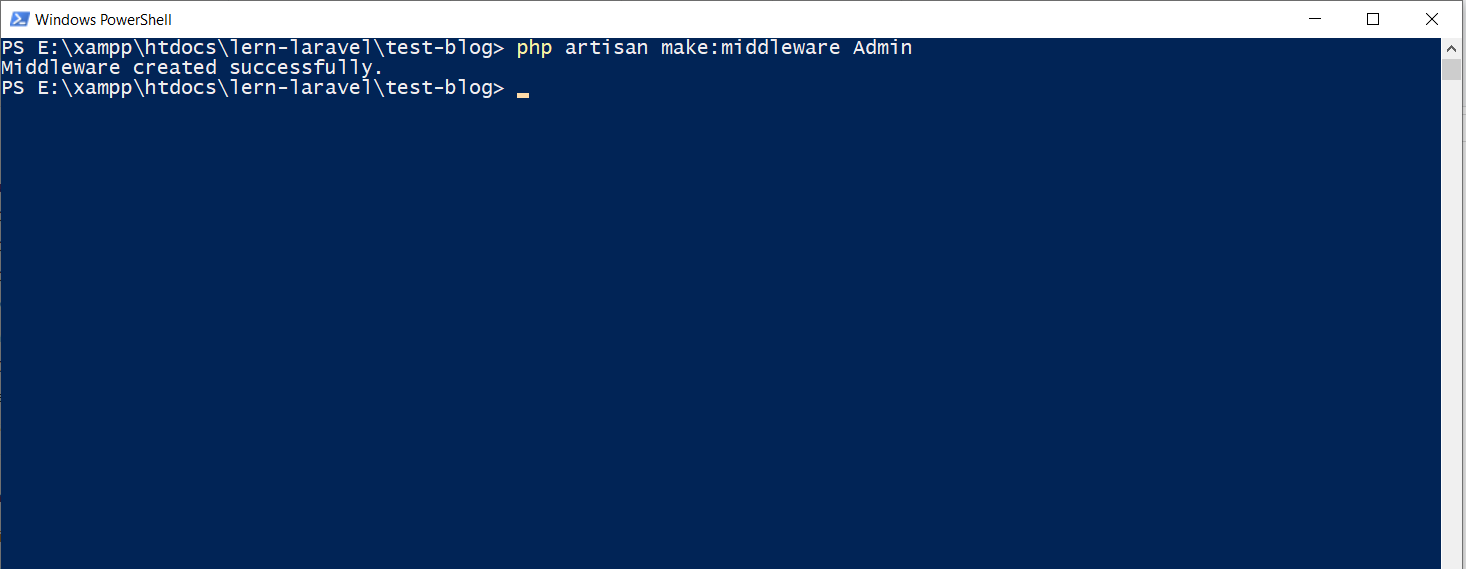 Windows PowerShell
PS E:\xampp\htdocs\lern-laravel\test-blog> php artisan make:middleware Admin
Middleware created successfully.
PS E:\xampp\htdocs\lern-laravel\test-blog>